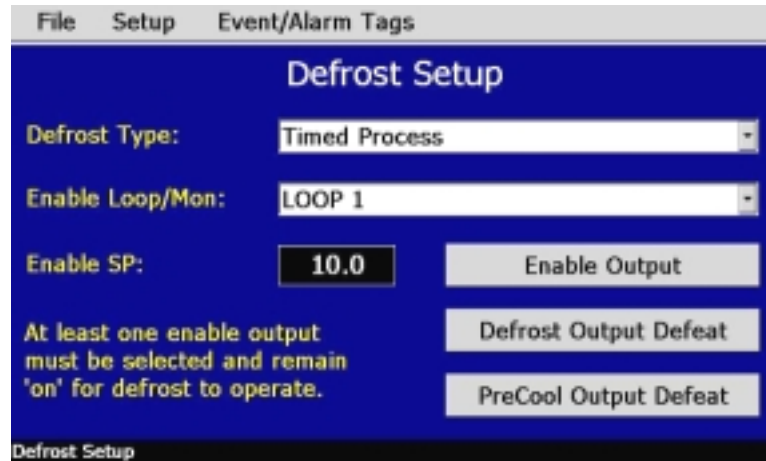 File Setup Event/Alarm Tags
Defrost Setup
Defrost Type: Timed Process
Enable Loop/Mon: LOOP 1
Enable SP: 10.0 Enable Output
At least one enable output
must be selected and remain
'on' for defrost to operate.
Defrost Output Defeat
PreCool Output Defeat
Defrost Setup